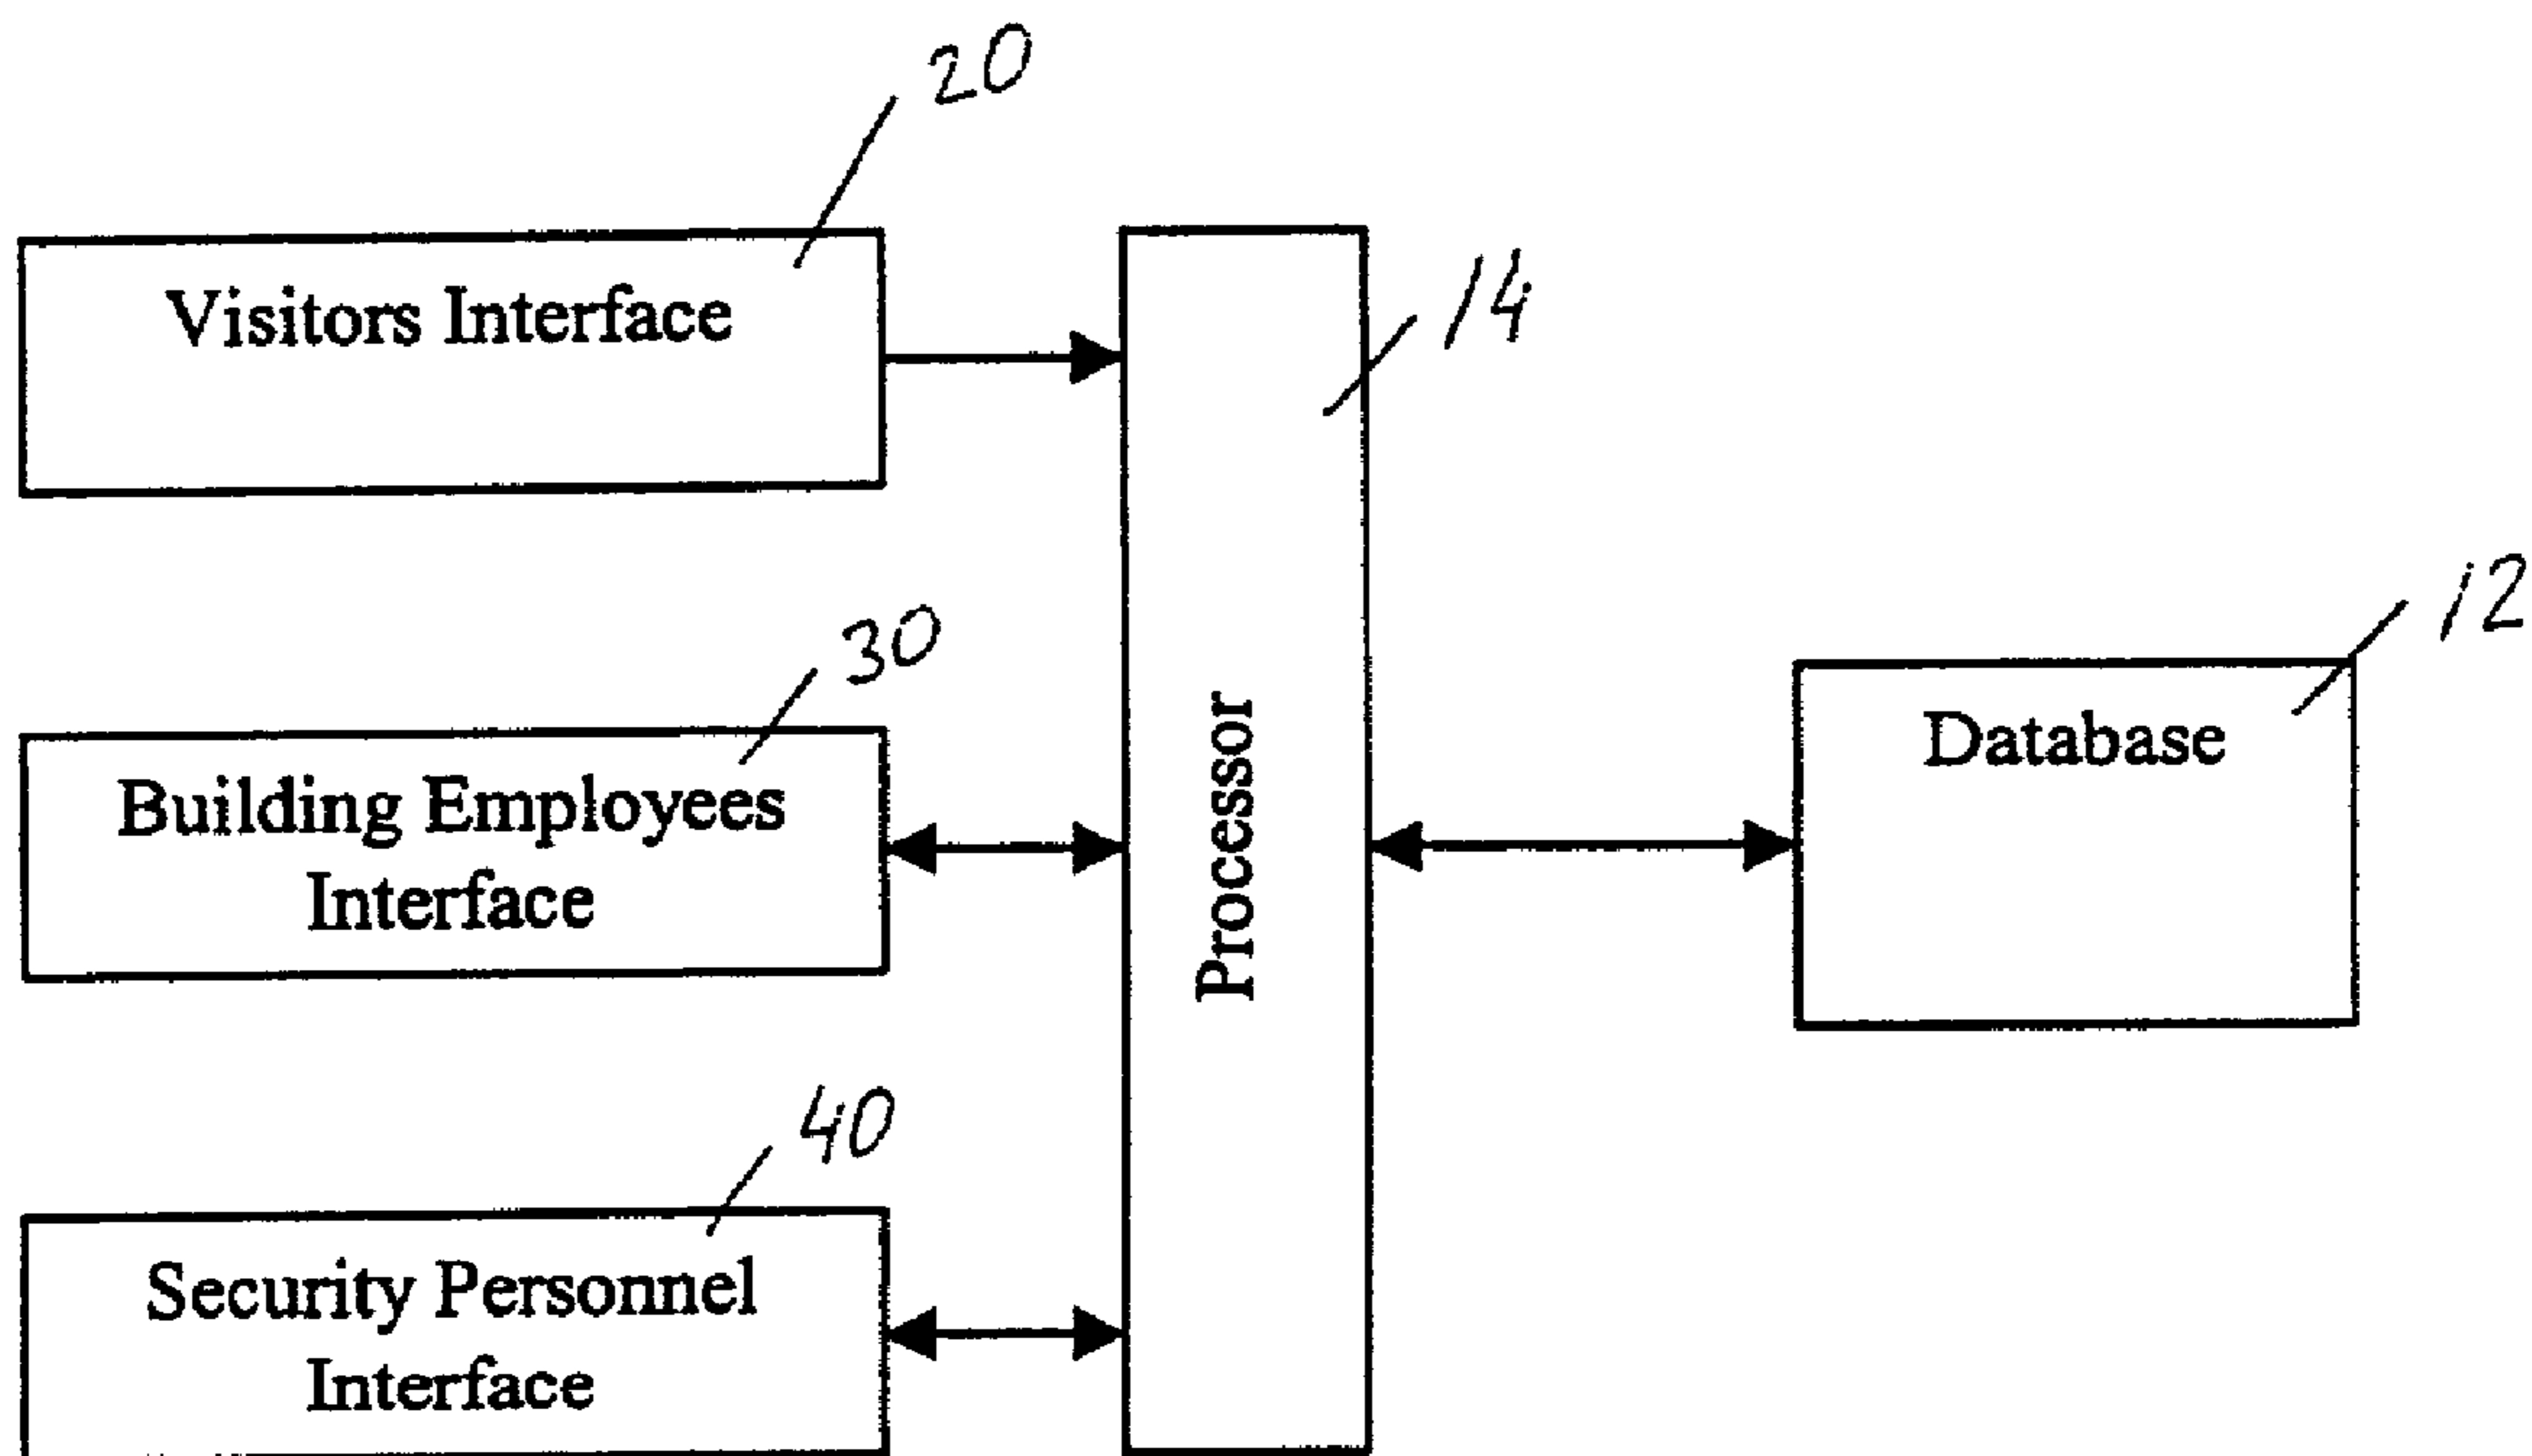 20
Visitors Interface
14
30
Building Employees
Interface
Processor
12
Database
40
Security Personnel
Interface